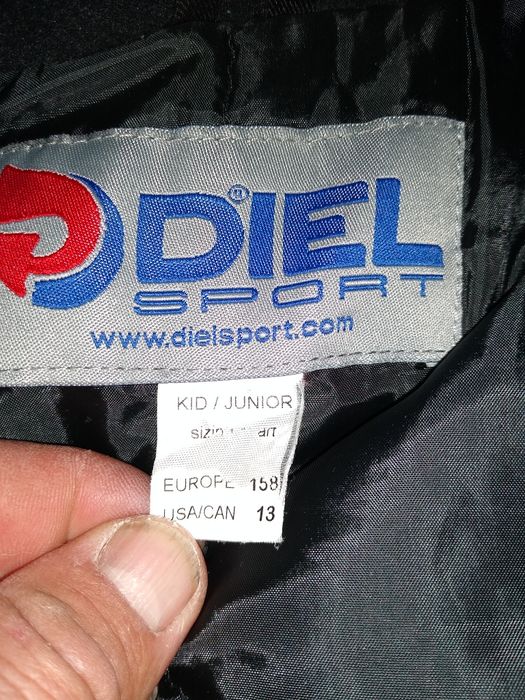 DIEL®
SPORT
www.dielsport.com
KID / JUNIOR
EUROPE 158
USA/CAN 13